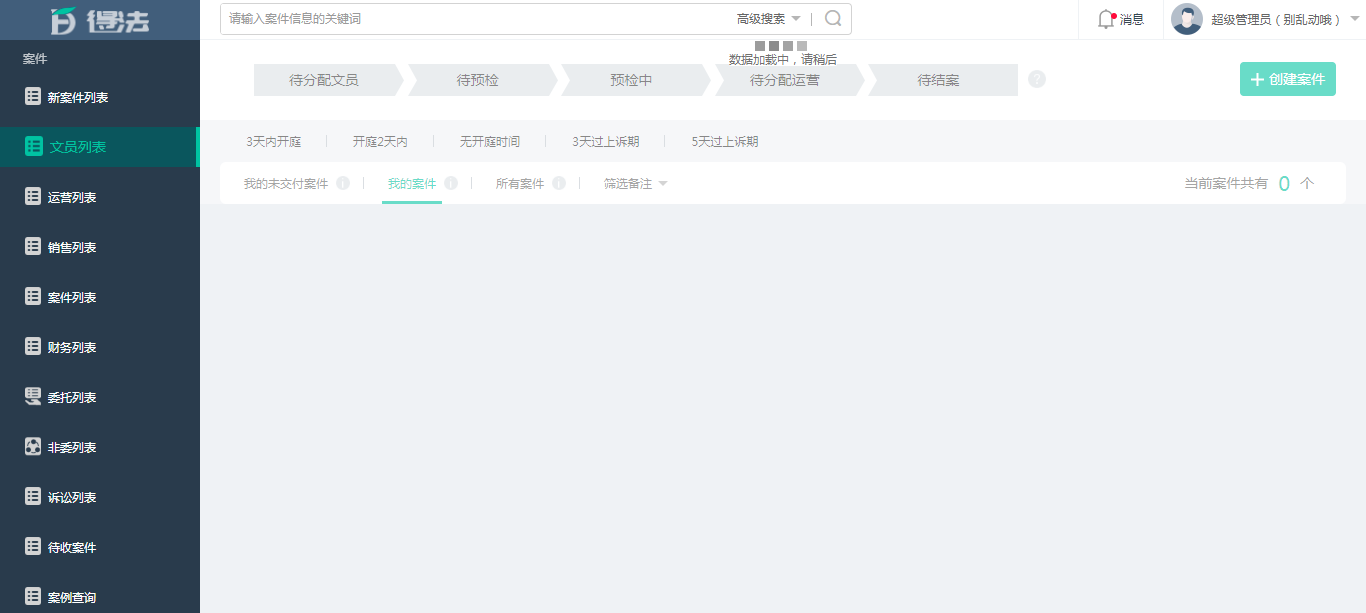 得法
请输入案件信息的关键词
高级搜索
消息
超级管理员（别乱动哦）
案件
新案件列表
文员列表
运营列表
销售列表
案件列表
财务列表
委托列表
非委列表
诉讼列表
待收案件
案例查询
数据加载中，请稍后
待分配文员
待预检
预检中
待分配运营
待结案
?
+ 创建案件
3天内开庭
开庭2天内
无开庭时间
3天过上诉期
5天过上诉期
我的未交付案件
我的案件
所有案件
筛选备注
当前案件共有 0 个